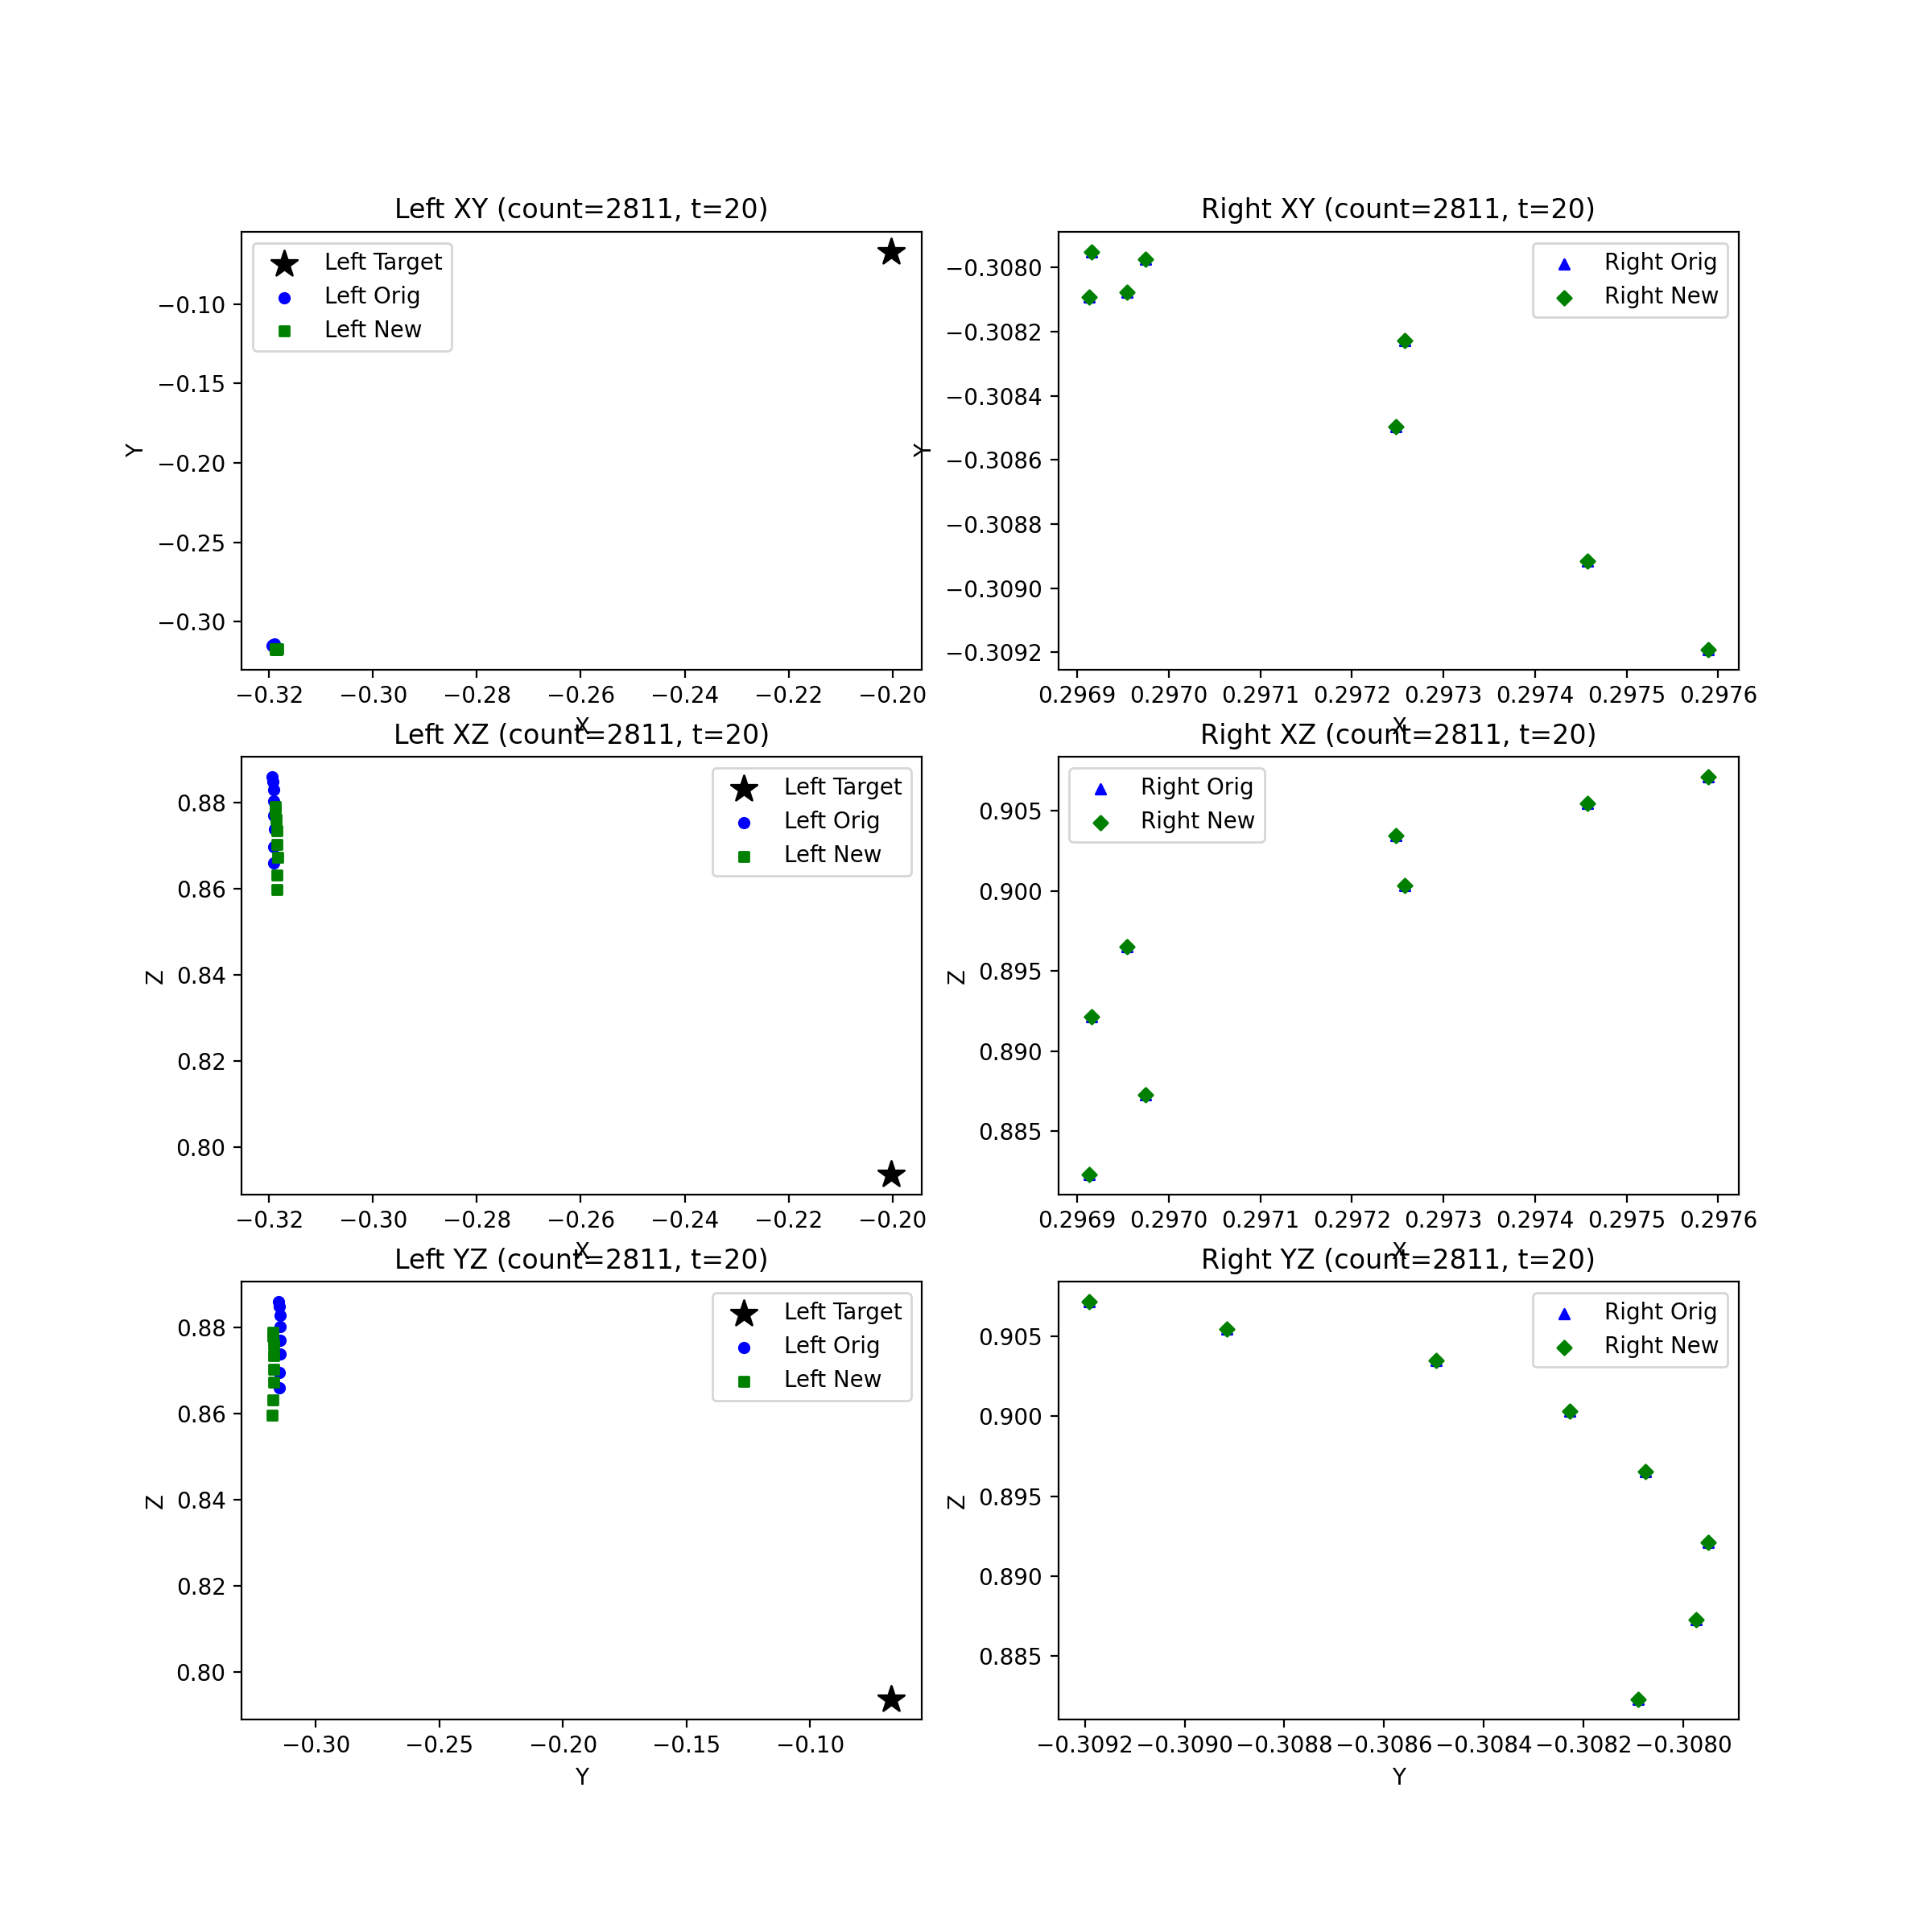 Left XY (count=2811, t=20)
Left Target
Left Orig
Left New
−0.10
−0.15
−0.20
−0.25
−0.30
Y
−0.32 −0.30 −0.28 −0.26 −0.24 −0.22 −0.20
X
Right XY (count=2811, t=20)
Right Orig
Right New
−0.3080
−0.3082
−0.3084
−0.3086
−0.3088
−0.3090
−0.3092
Y
0.2969 0.2970 0.2971 0.2972 0.2973 0.2974 0.2975 0.2976
X
Left XZ (count=2811, t=20)
Left Target
Left Orig
Left New
0.88
0.86
0.84
0.82
0.80
Z
−0.32 −0.30 −0.28 −0.26 −0.24 −0.22 −0.20
X
Right XZ (count=2811, t=20)
Right Orig
Right New
0.905
0.900
0.895
0.890
0.885
Z
0.2969 0.2970 0.2971 0.2972 0.2973 0.2974 0.2975 0.2976
X
Left YZ (count=2811, t=20)
Left Target
Left Orig
Left New
0.88
0.86
0.84
0.82
0.80
Z
−0.30 −0.25 −0.20 −0.15 −0.10
Y
Right YZ (count=2811, t=20)
Right Orig
Right New
0.905
0.900
0.895
0.890
0.885
Z
−0.3092 −0.3090 −0.3088 −0.3086 −0.3084 −0.3082 −0.3080
Y